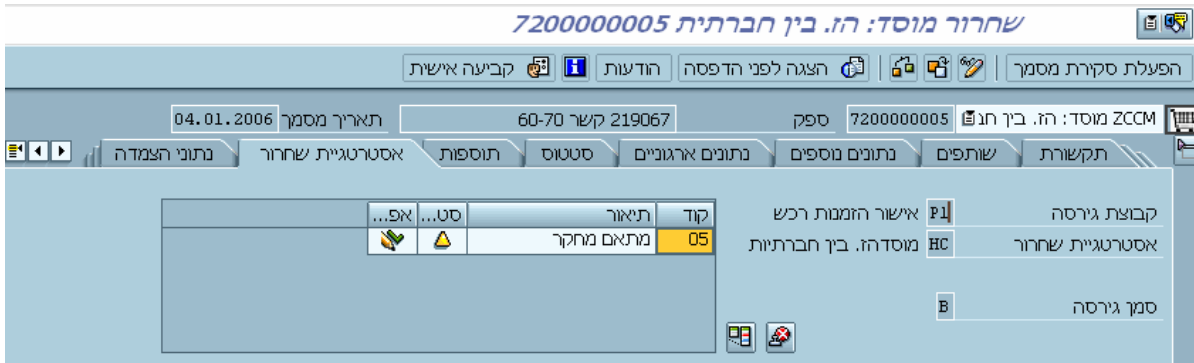 שחרור מוסד: הז. בין חברתית 7200000005
הפעלת סקירת מסמך הצגה לפני הדפסה הודעות קביעה אישית
ZCCM מוסד: הז. בין חב 7200000005 ספק 219067 קשר 60-70 תאריך מסמך 04.01.2006
תקשורת שותפים נתונים נוספים נתונים ארגוניים סטטוס תוספות אסטרטגיית שחרור נתוני הצמדה
קבוצת גירסה P1 אישור הזמנות רכש
אסטרטגיית שחרור HC מוסדהז. בין חברתיות
סמן גירסה B
קוד תיאור סט... אפ...
05 מתאם מחקר